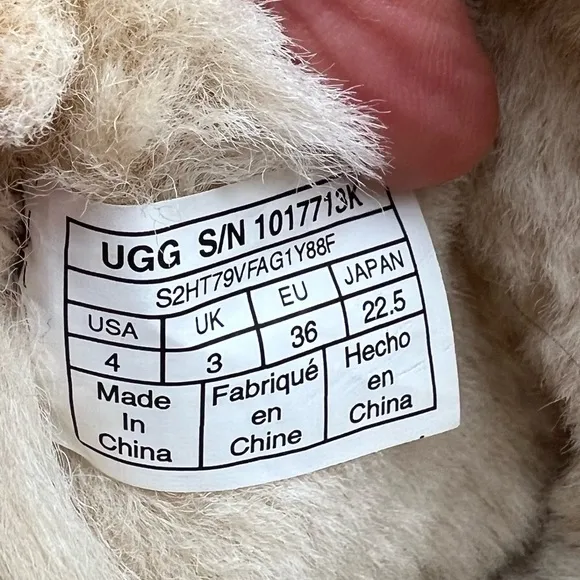 UGG S/N 1017713K
S2HT79VFAG1Y88F
USA UK EU JAPAN
4 3 36 22.5
Made In China
Fabriqué en Chine
Hecho en China